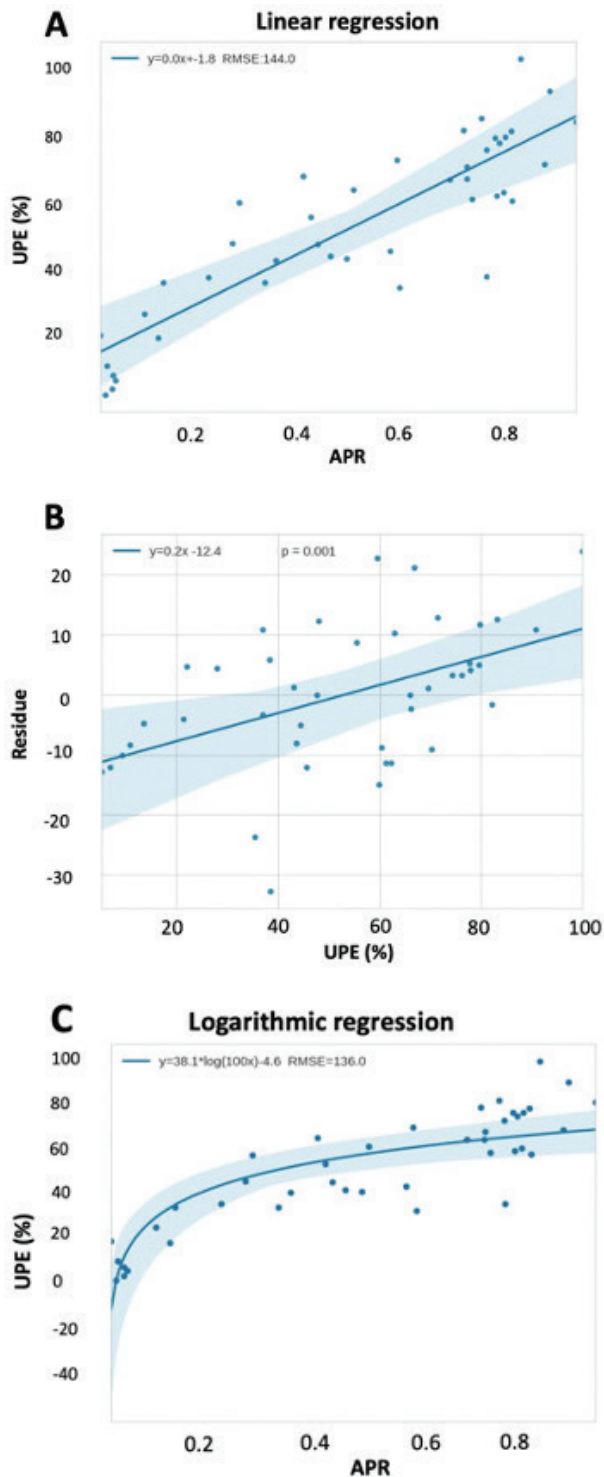 A
Linear regression
y=0.0x+-1.8 RMSE:144.0
100
80
60
40
20
UPE (%)
0.2
0.4
0.6
0.8
APR
B
y=0.2x -12.4
p = 0.001
20
10
0
-10
-20
-30
Residue
20
40
60
80
100
UPE (%)
C
Logarithmic regression
y=38.1*log(100x)-4.6 RMSE=136.0
100
80
60
40
20
0
-20
-40
UPE (%)
0.2
0.4
0.6
0.8
APR